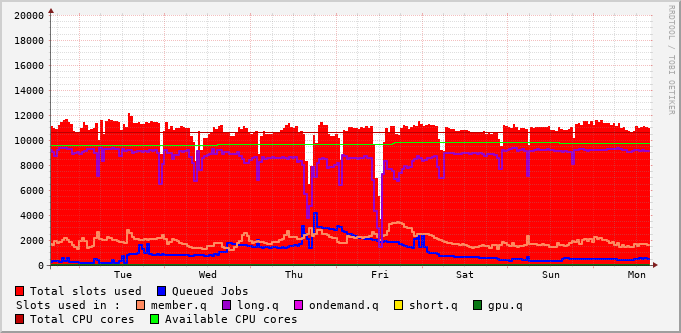 20000
18000
16000
14000
12000
10000
8000
6000
4000
2000
0
Tue Wed Thu Fri Sat Sun Mon
RRDTOOL / TOBI OETIKER
Total slots used Queued Jobs
Slots used in : member.q long.q ondemand.q short.q gpu.q
Total CPU cores Available CPU cores